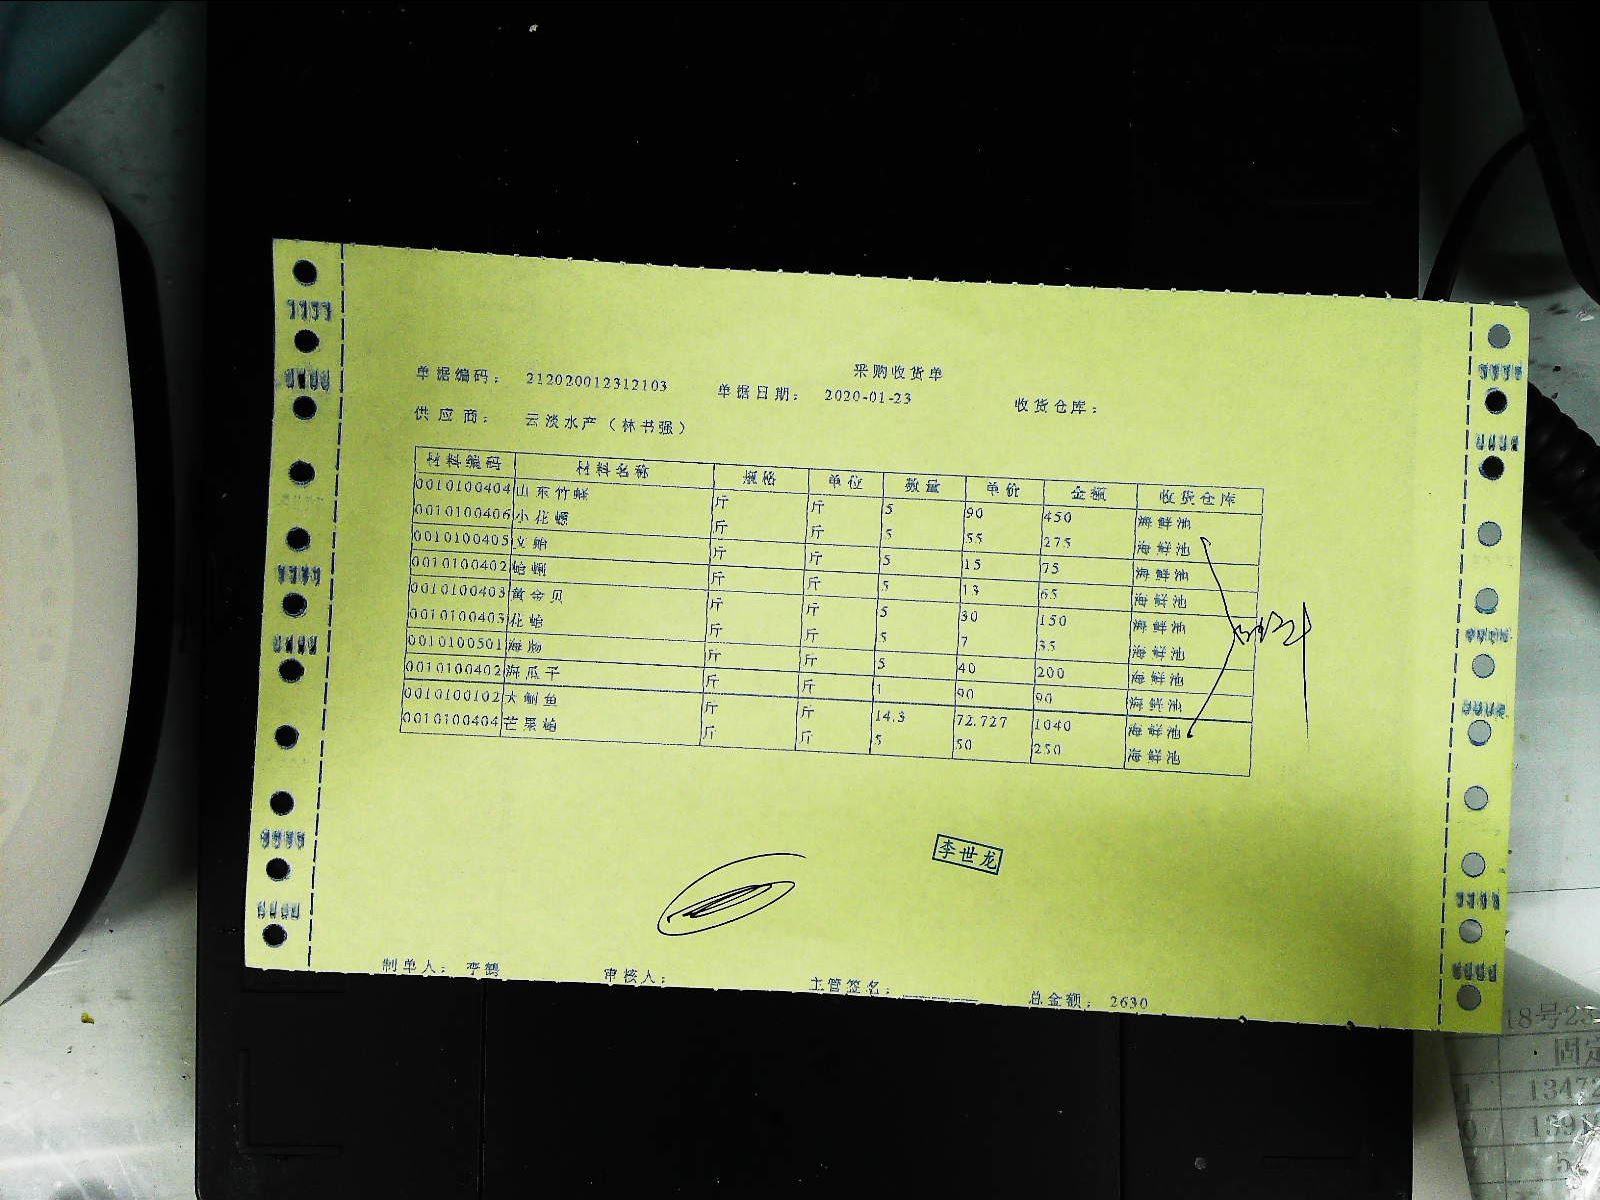 采购收货单
单据编码： 212020012312103 单据日期： 2020-01-23 收货仓库：
供应商： 云淡水产（林书强）
材料编码 材料名称 规格 单位 数量 单价 金额 收货仓库
0010100404 山东竹蛏 斤 斤 5 90 450 海鲜池
0010100406 小花螺 斤 斤 5 55 275 海鲜池
0010100405 文蛤 斤 斤 5 15 75 海鲜池
0010100402 蛤蜊 斤 斤 5 13 65 海鲜池
0010100403 黄金贝 斤 斤 5 30 150 海鲜池
0010100403 花蛤 斤 斤 5 7 35 海鲜池
0010100501 海肠 斤 斤 5 40 200 海鲜池
0010100402 海瓜子 斤 斤 1 90 90 海鲜池
0010100102 大鲷鱼 斤 斤 14.3 72.727 1040 海鲜池
0010100404 芒果蛤 斤 斤 5 50 250 海鲜池
李世龙
制单人： 李鹤 审核人： 主管签名： 总金额： 2630
18号23
固定
13472